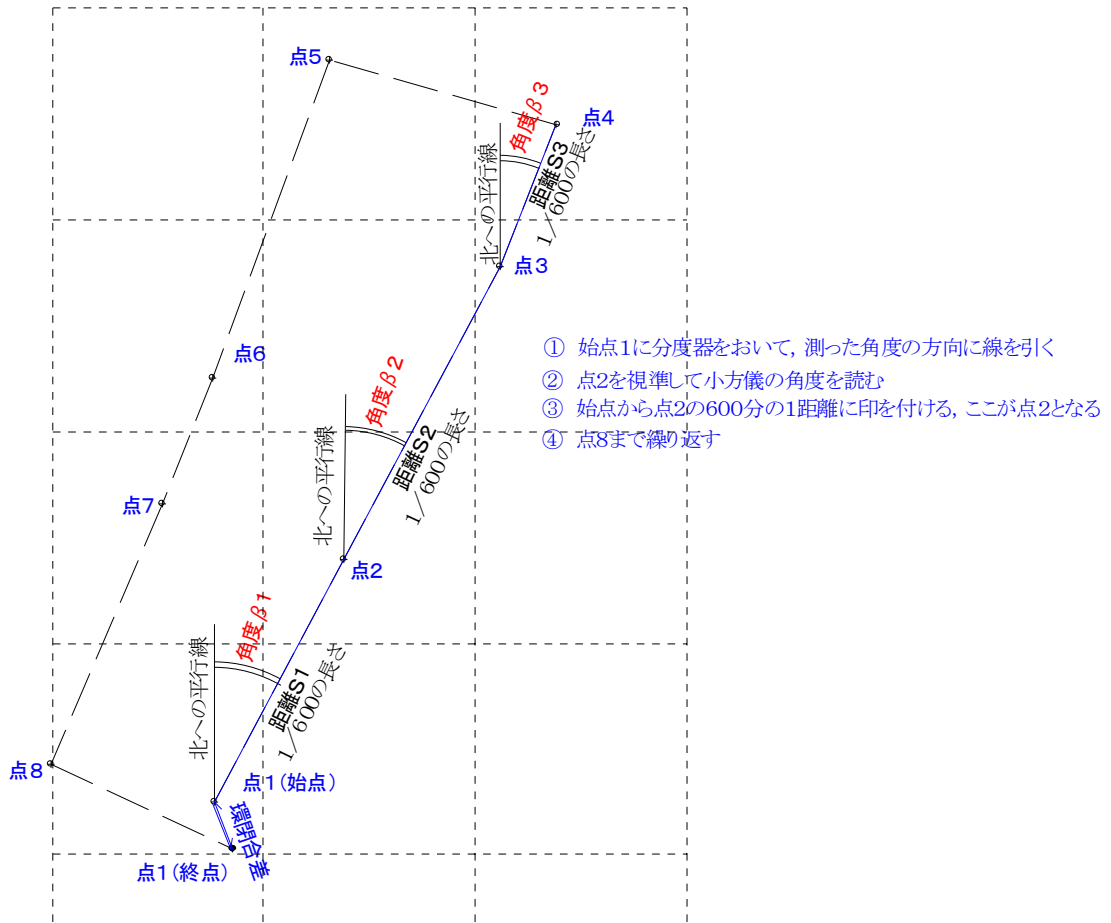 点5
点4
角度β3
北への平行線
距離S3
1/600の長さ
点3
点6
① 始点1に分度器をおいて, 測った角度の方向に線を引く
② 点2を視準して小方儀の角度を読む
③ 始点から点2の600分の1距離に印を付ける, ここが点2となる
④ 点8まで繰り返す
角度β2
北への平行線
距離S2
1/600の長さ
点7
点2
角度β1
北への平行線
距離S1
1/600の長さ
点8
点1(始点)
環閉合差
点1(終点)